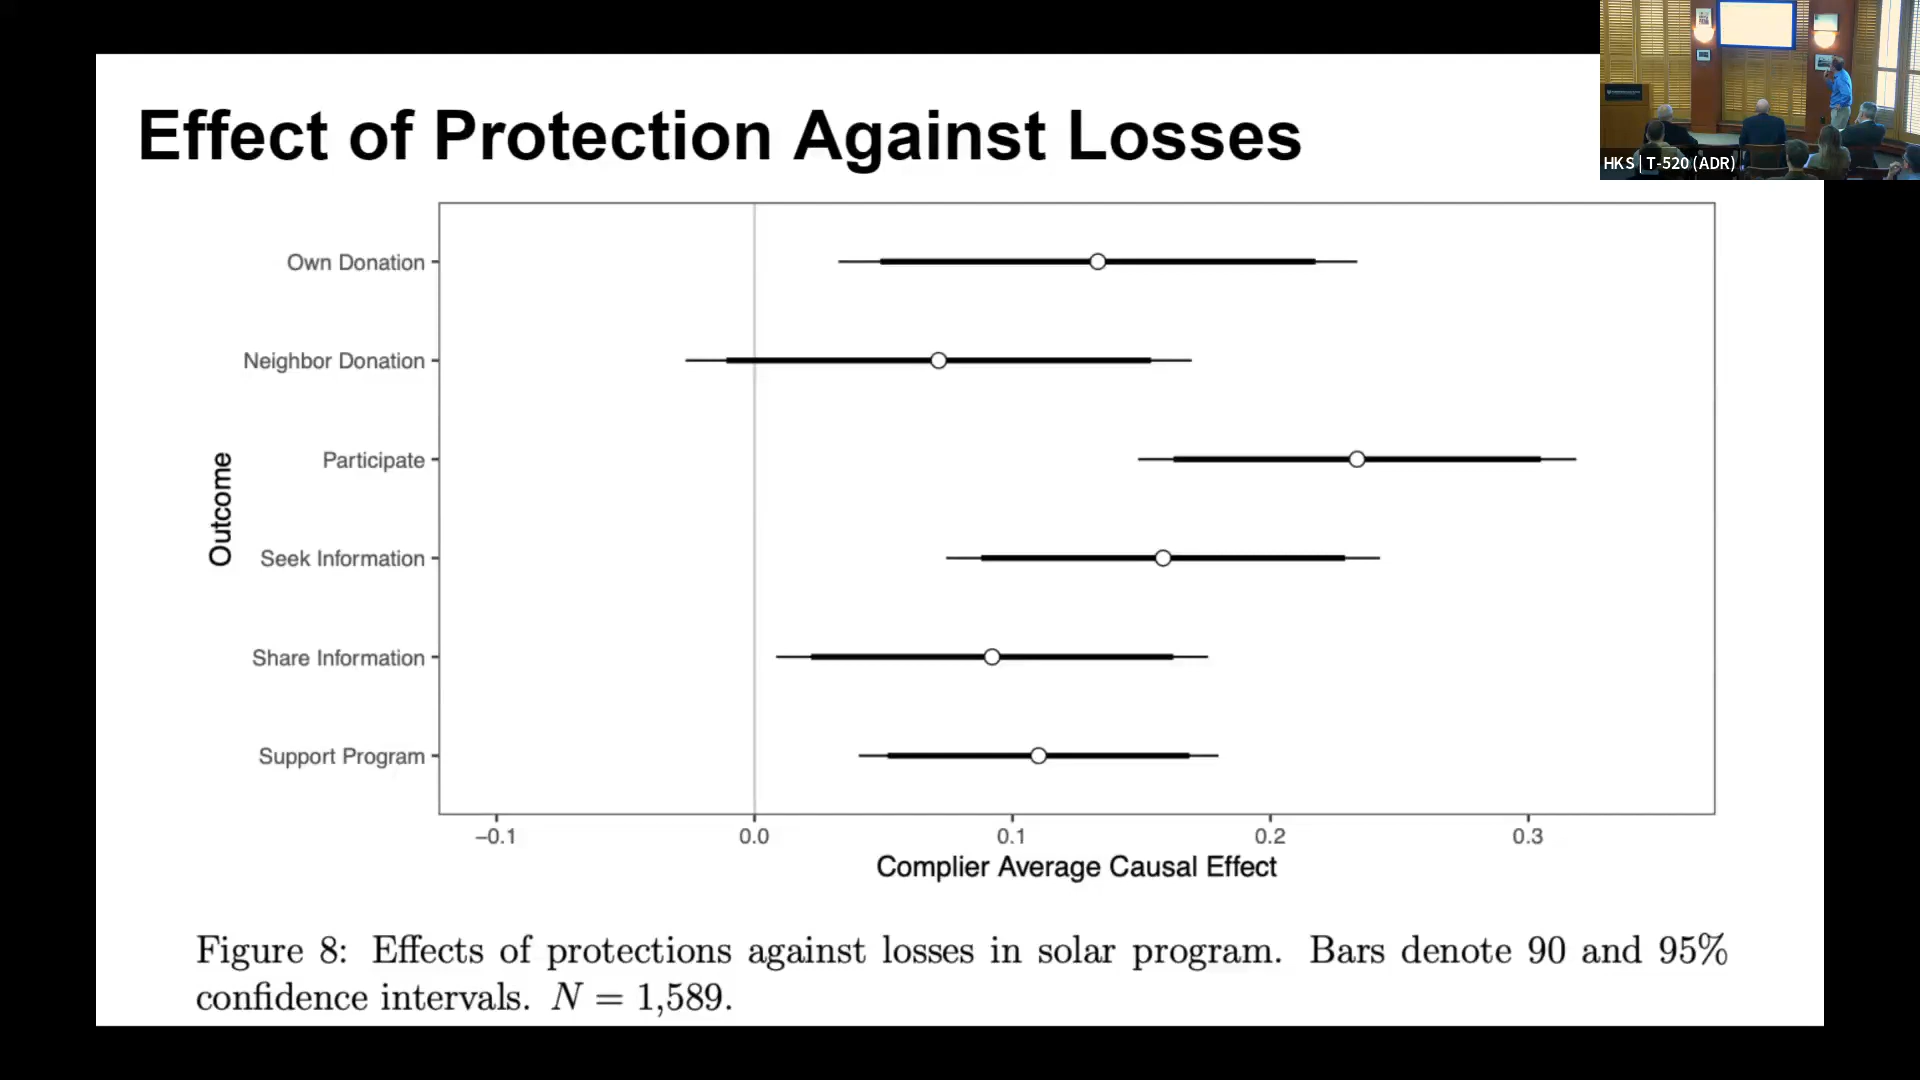 Effect of Protection Against Losses
HKS | T-520 (ADR)
Own Donation
Neighbor Donation
Participate
Seek Information
Share Information
Support Program
Outcome
−0.1
0.0
0.1
0.2
0.3
Complier Average Causal Effect
Figure 8: Effects of protections against losses in solar program. Bars denote 90 and 95%
confidence intervals. N = 1,589.